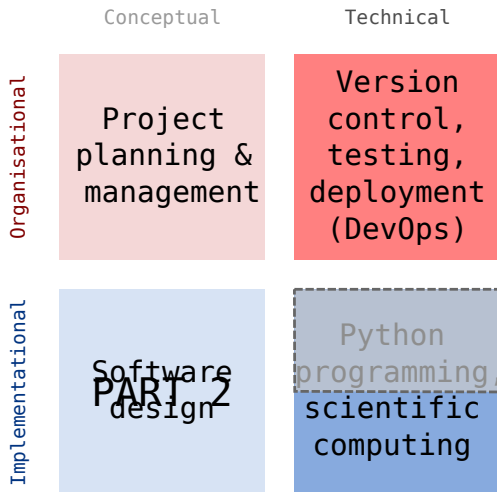 Conceptual
Technical
Organisational
Project
planning &
management
Version
control,
testing,
deployment
(DevOps)
Implementational
Software
design
PART 2
Python
programming,
scientific
computing